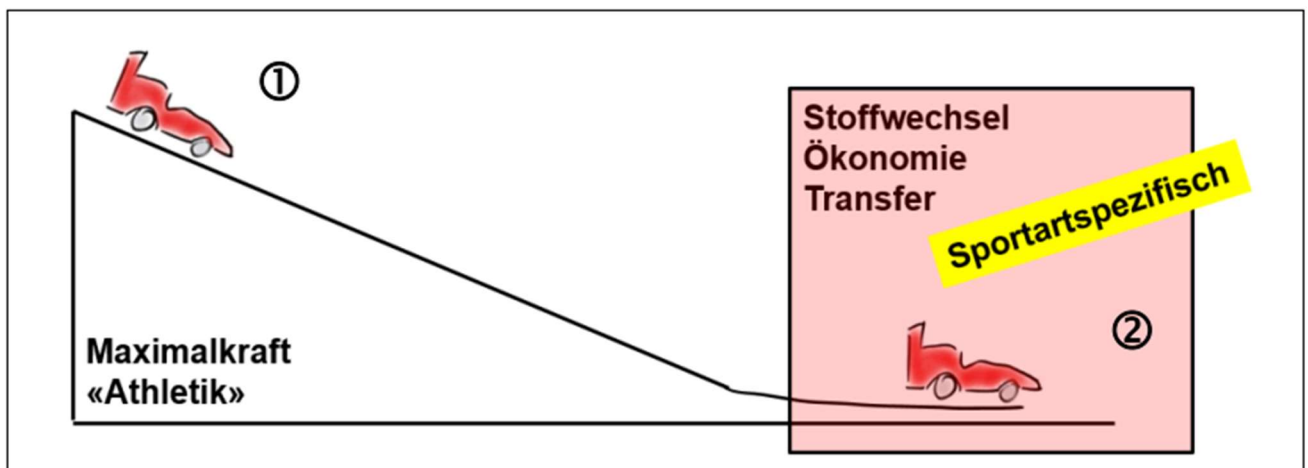 ①
Stoffwechsel
Ökonomie
Transfer
Sportartspezifisch
②
Maximalkraft
«Athletik»